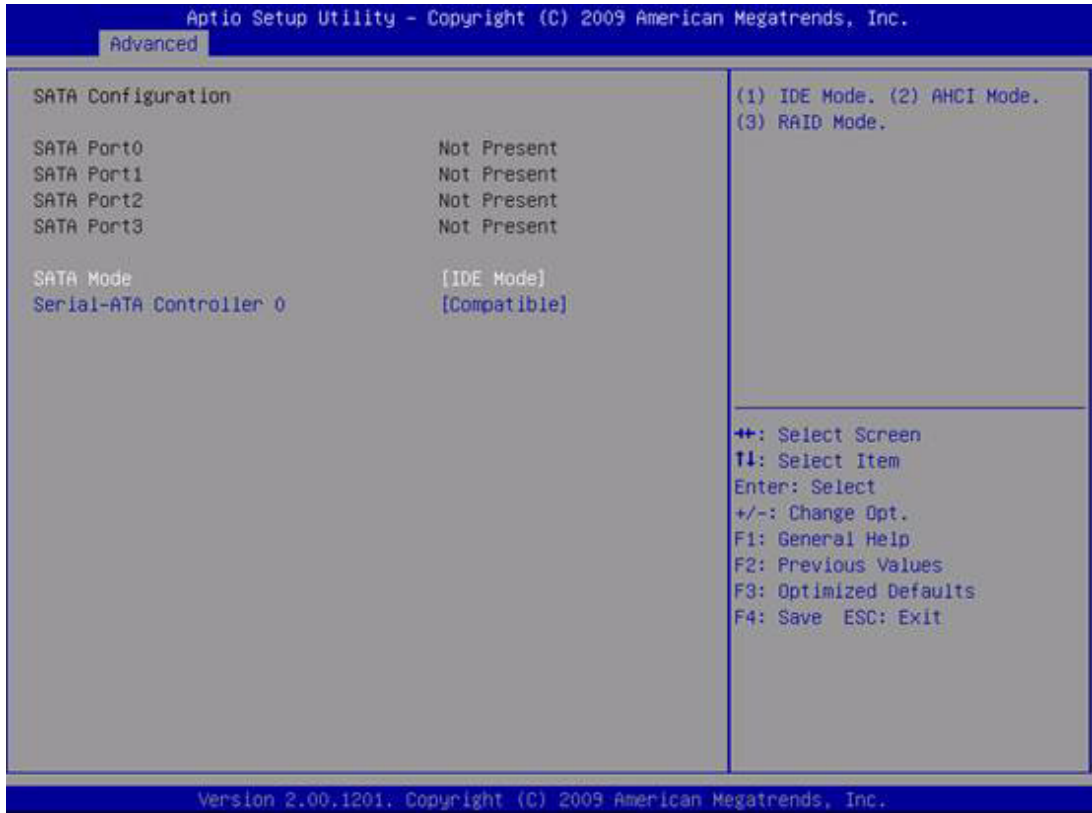 Aptio Setup Utility - Copyright (C) 2009 American Megatrends, Inc.
Advanced
SATA Configuration
SATA Port0 Not Present
SATA Port1 Not Present
SATA Port2 Not Present
SATA Port3 Not Present
SATA Mode [IDE Mode]
Serial-ATA Controller 0 [Compatible]
(1) IDE Mode. (2) AHCI Mode.
(3) RAID Mode.
→←: Select Screen
↑↓: Select Item
Enter: Select
+/-: Change Opt.
F1: General Help
F2: Previous Values
F3: Optimized Defaults
F4: Save ESC: Exit
Version 2.00.1201. Copyright (C) 2009 American Megatrends, Inc.